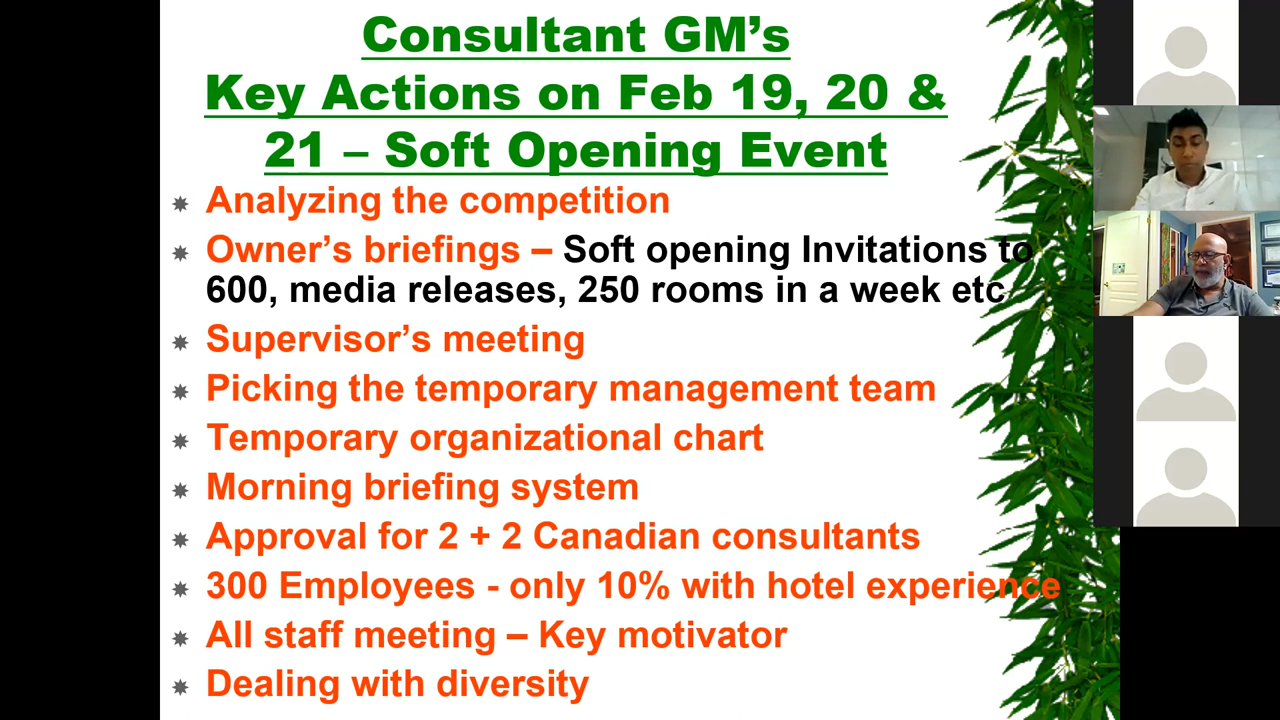 Consultant GM’s
Key Actions on Feb 19, 20 &
21 – Soft Opening Event
Analyzing the competition
Owner’s briefings – Soft opening Invitations to
600, media releases, 250 rooms in a week etc
Supervisor’s meeting
Picking the temporary management team
Temporary organizational chart
Morning briefing system
Approval for 2 + 2 Canadian consultants
300 Employees - only 10% with hotel experience
All staff meeting – Key motivator
Dealing with diversity